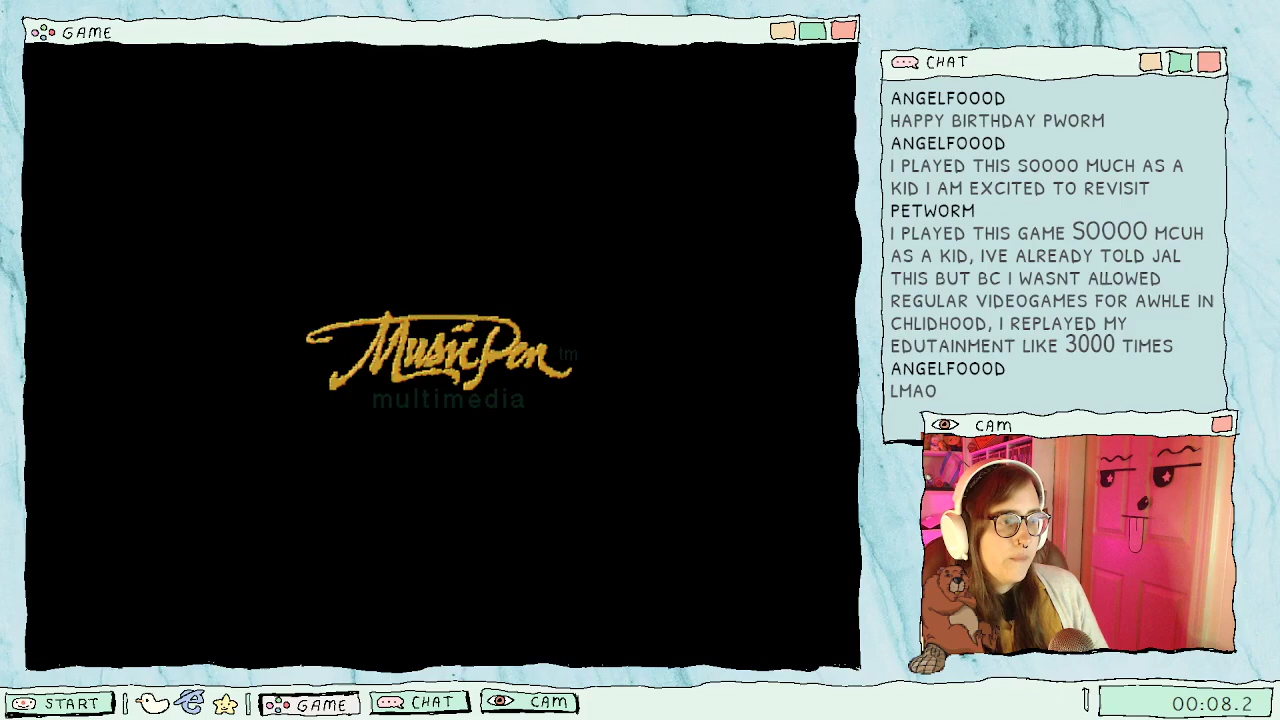 GAME
MusicPen tm
multimedia
CHAT
ANGELFOOOD
HAPPY BIRTHDAY PWORM
ANGELFOOOD
I PLAYED THIS SOOOO MUCH AS A
KID I AM EXCITED TO REVISIT
PETWORM
I PLAYED THIS GAME SOOOO MCUH
AS A KID, IVE ALREADY TOLD JAL
THIS BUT BC I WASNT ALLOWED
REGULAR VIDEOGAMES FOR AWHLE IN
CHLIDHOOD, I REPLAYED MY
EDUTAINMENT LIKE 3000 TIMES
ANGELFOOOD
LMAO
CAM
START
GAME
CHAT
CAM
00:08.2